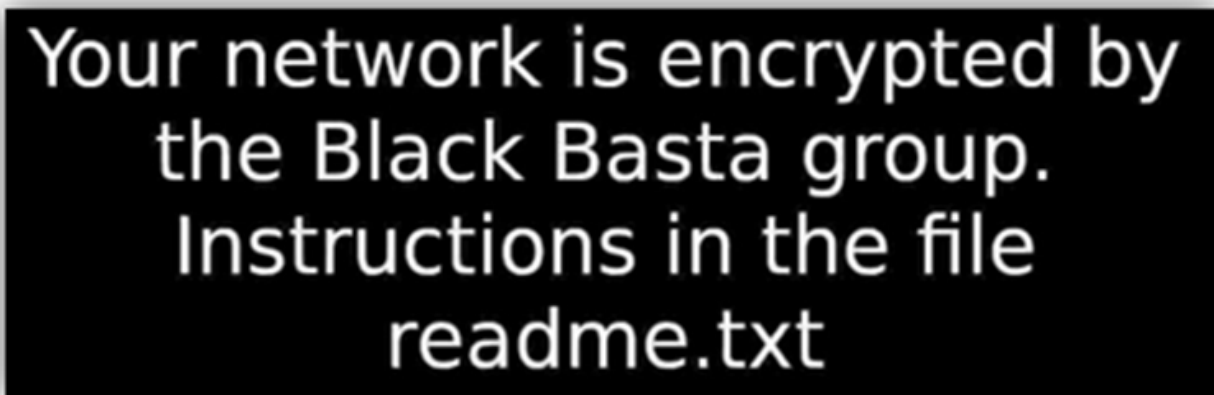 Your network is encrypted by
the Black Basta group.
Instructions in the file
readme.txt